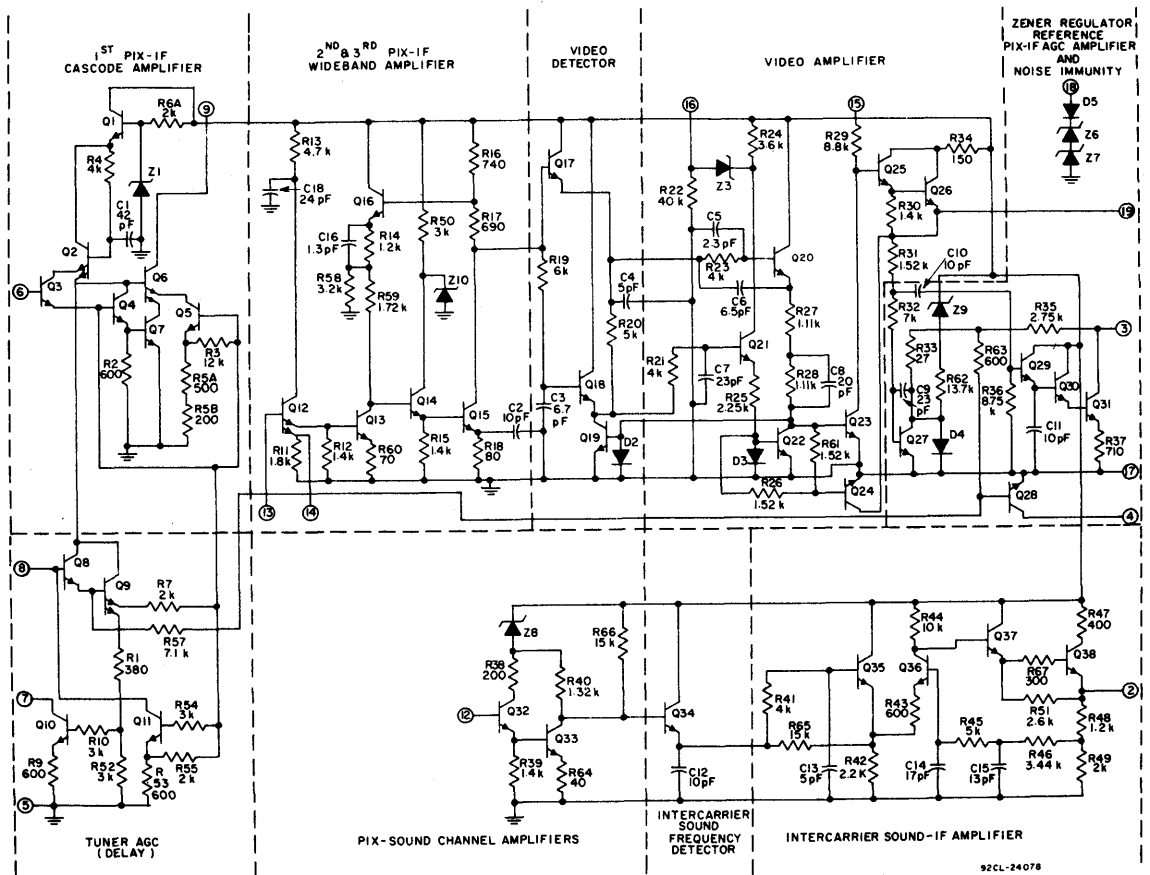 1ST PIX-IF
CASCODE AMPLIFIER
2ND & 3RD PIX-IF
WIDEBAND AMPLIFIER
VIDEO
DETECTOR
VIDEO AMPLIFIER
ZENER REGULATOR
REFERENCE
PIX-IF AGC AMPLIFIER
AND
NOISE IMMUNITY
18
D5
Z6
Z7
Q1
R6A
2k
9
R4
4k
Z1
C1
42
pF
Q2
Q3
6
Q4
Q6
Q5
Q7
R2
600
R3
12k
R5A
500
R5B
200
R13
4.7k
C18
24pF
Q16
C16
1.3pF
R14
1.2k
R58
3.2k
R59
1.72k
R50
3k
Z10
R16
740
R17
690
Q12
R11
1.8k
R12
1.4k
Q13
R60
70
Q14
R15
1.4k
Q15
R18
80
C2
10pF
13
14
Q17
R19
6k
C4
5pF
R20
5k
Q18
C3
6.7
pF
Q19
D2
16
R22
40k
Z3
R24
3.6k
C5
2.3pF
R23
4k
C6
6.5pF
Q20
R21
4k
C7
23pF
Q21
R25
2.25k
R27
1.11k
R28
1.11k
C8
20
pF
D3
Q22
R61
1.52k
R26
1.52k
Q23
Q24
15
R29
8.8k
Q25
R34
150
Q26
R30
1.4k
19
R31
1.52k
C10
10pF
R32
7k
Z9
R35
2.75k
3
R33
27
R63
600
C9
23
pF
R62
13.7k
R36
.875
k
Q29
Q30
Q31
C11
10pF
R37
710
Q27
D4
17
Q28
4
8
Q8
Q9
R7
2k
R57
7.1k
R1
380
7
Q10
Q11
R54
3k
R10
3k
R9
600
R52
3k
R
53
600
R55
2k
5
TUNER AGC
(DELAY)
Z8
R38
200
R40
1.32k
R66
15k
12
Q32
Q33
R39
1.4k
R64
40
PIX-SOUND CHANNEL AMPLIFIERS
Q34
C12
10pF
INTERCARRIER
SOUND
FREQUENCY
DETECTOR
R41
4k
R65
15k
C13
5pF
Q35
R42
2.2K
R44
10k
Q36
R43
600
C14
17pF
R45
5k
C15
13pF
R46
3.44k
Q37
R67
300
R51
2.6k
R47
400
Q38
2
R48
1.2k
R49
2k
INTERCARRIER SOUND-IF AMPLIFIER
92CL-24078